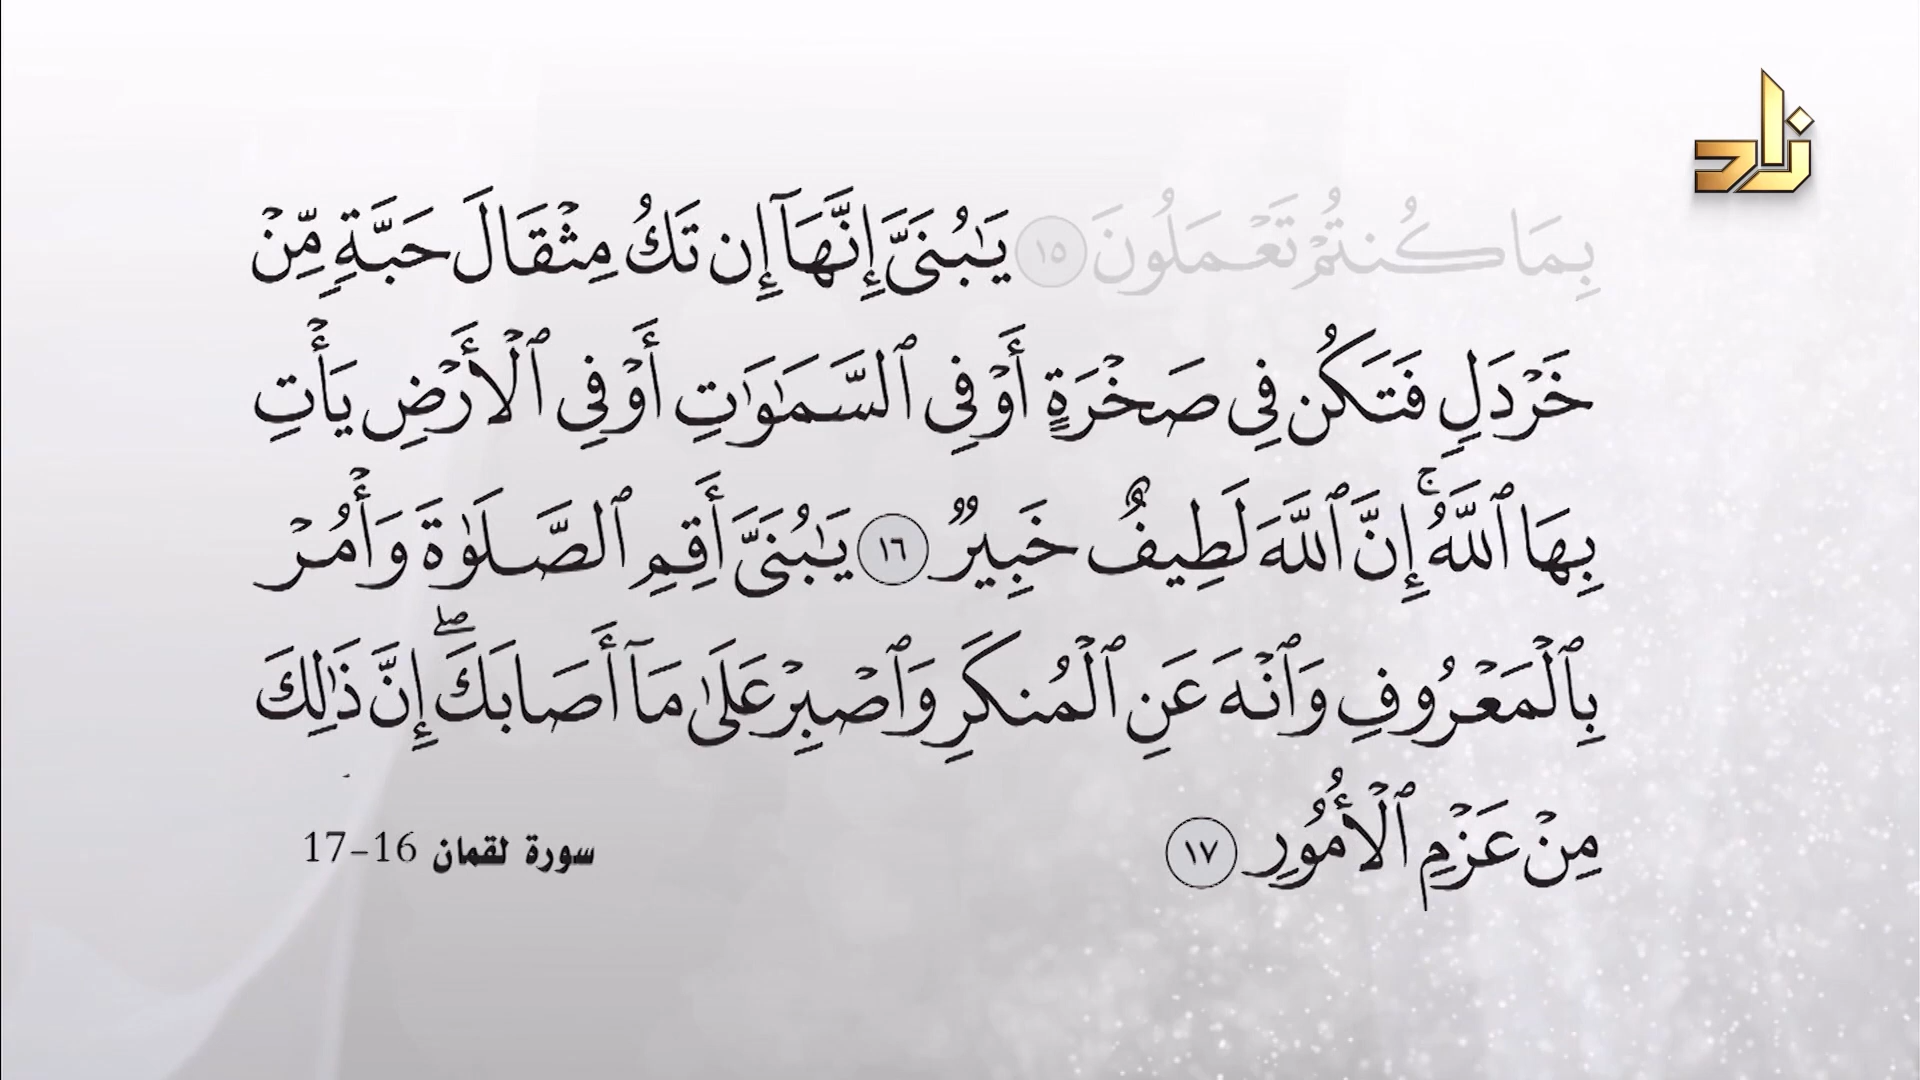 زاد
بِمَا كُنتُمْ تَعْمَلُونَ ١٥ يَـٰبُنَىَّ إِنَّهَآ إِن تَكُ مِثْقَالَ حَبَّةٍ مِّنْ
خَرْدَلٍ فَتَكُن فِى صَخْرَةٍ أَوْ فِى ٱلسَّمَـٰوَٰتِ أَوْ فِى ٱلْأَرْضِ يَأْتِ
بِهَا ٱللَّهُ ۚ إِنَّ ٱللَّهَ لَطِيفٌ خَبِيرٌ ١٦ يَـٰبُنَىَّ أَقِمِ ٱلصَّلَوٰةَ وَأْمُرْ
بِٱلْمَعْرُوفِ وَٱنْهَ عَنِ ٱلْمُنكَرِ وَٱصْبِرْ عَلَىٰ مَآ أَصَابَكَ ۖ إِنَّ ذَٰلِكَ
مِنْ عَزْمِ ٱلْأُمُورِ ١٧
سورة لقمان 16-17